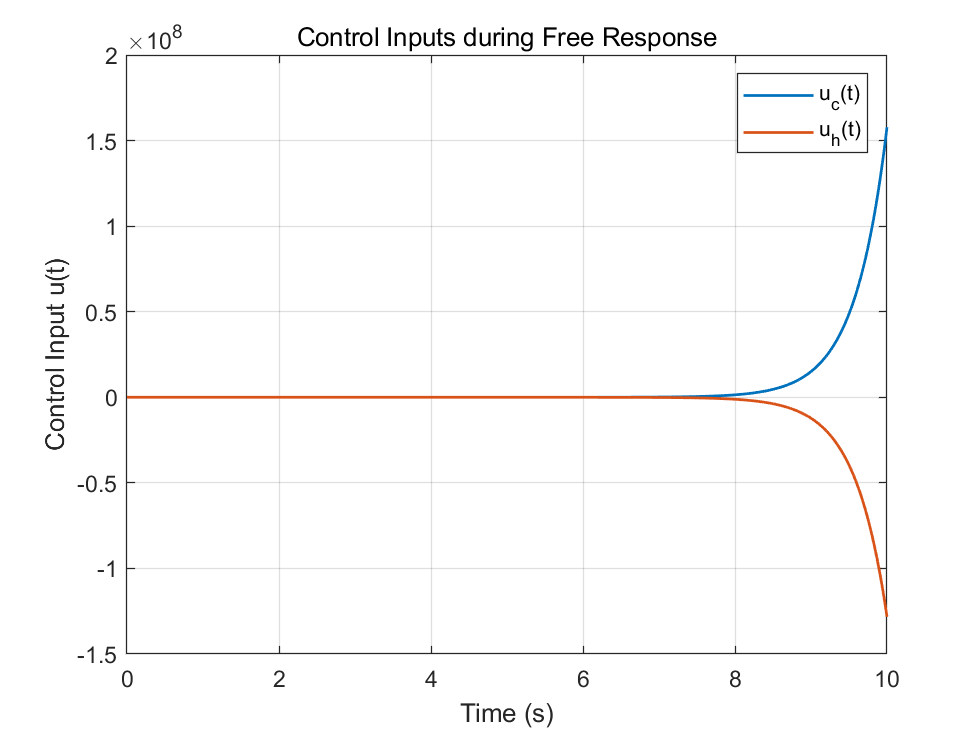 Control Inputs during Free Response
×10^8
2
1.5
1
0.5
0
-0.5
-1
-1.5
Control Input u(t)
u_c(t)
u_h(t)
0 2 4 6 8 10
Time (s)